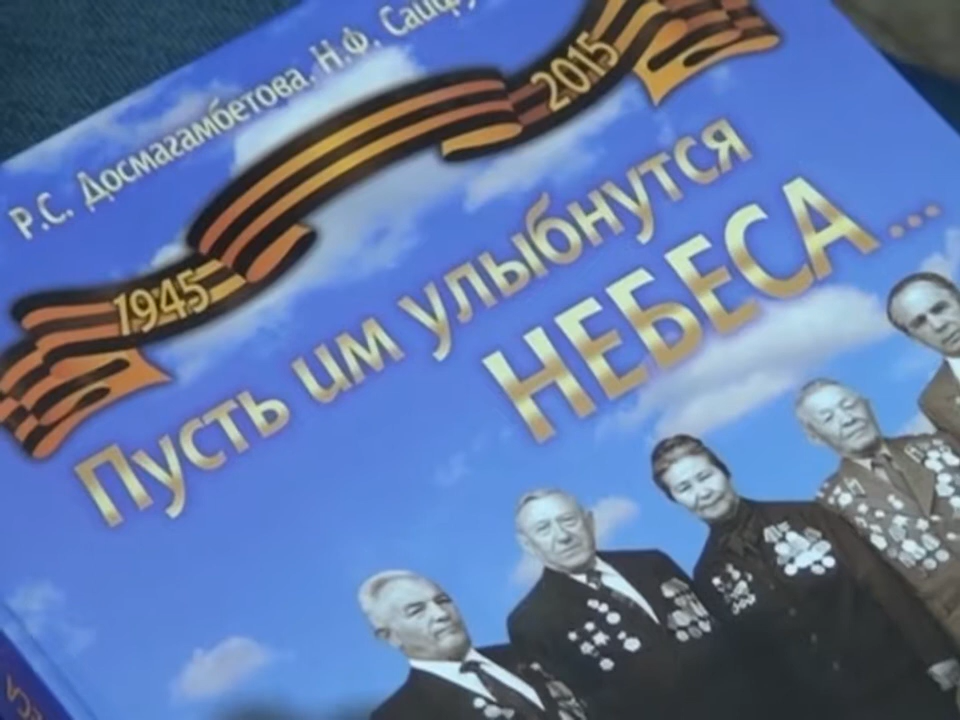 Р.С. Досмагамбетова, Н.Ф.
1945
2015
Пусть им улыбнутся
НЕБЕСА...